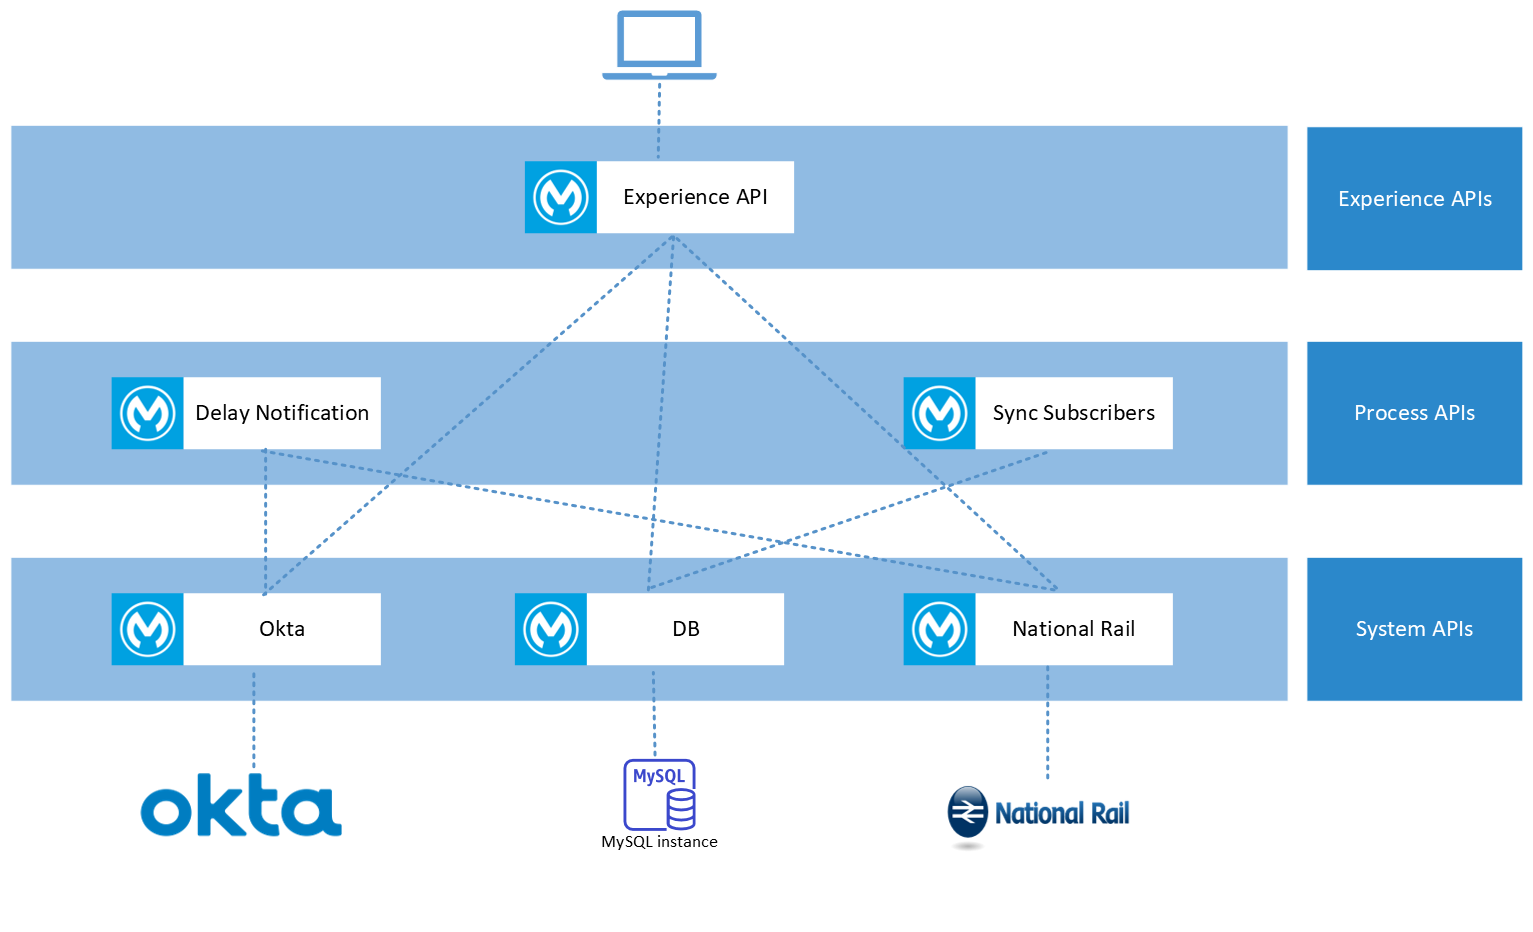 Experience API
Experience APIs
Delay Notification
Sync Subscribers
Process APIs
Okta
DB
National Rail
System APIs
okta
MySQL
MySQL instance
National Rail